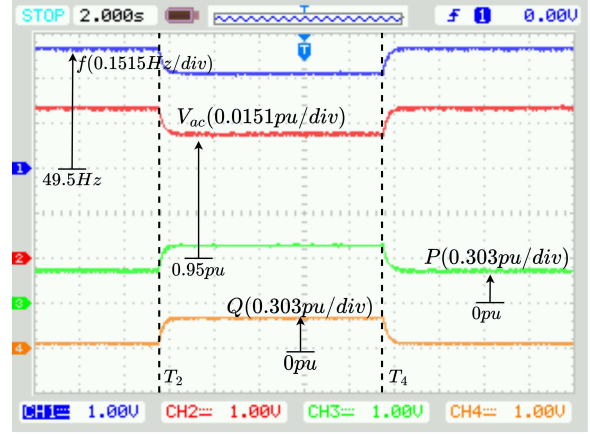 STOP 2.000s T 1 0.00V
T
f(0.1515Hz/div)
V_ac(0.0151pu/div)
1
49.5Hz
2
0.95pu
P(0.303pu/div)
3
Q(0.303pu/div)
0pu
4
0pu
T_2
T_4
CH1 1.00V CH2 1.00V CH3 1.00V CH4 1.00V